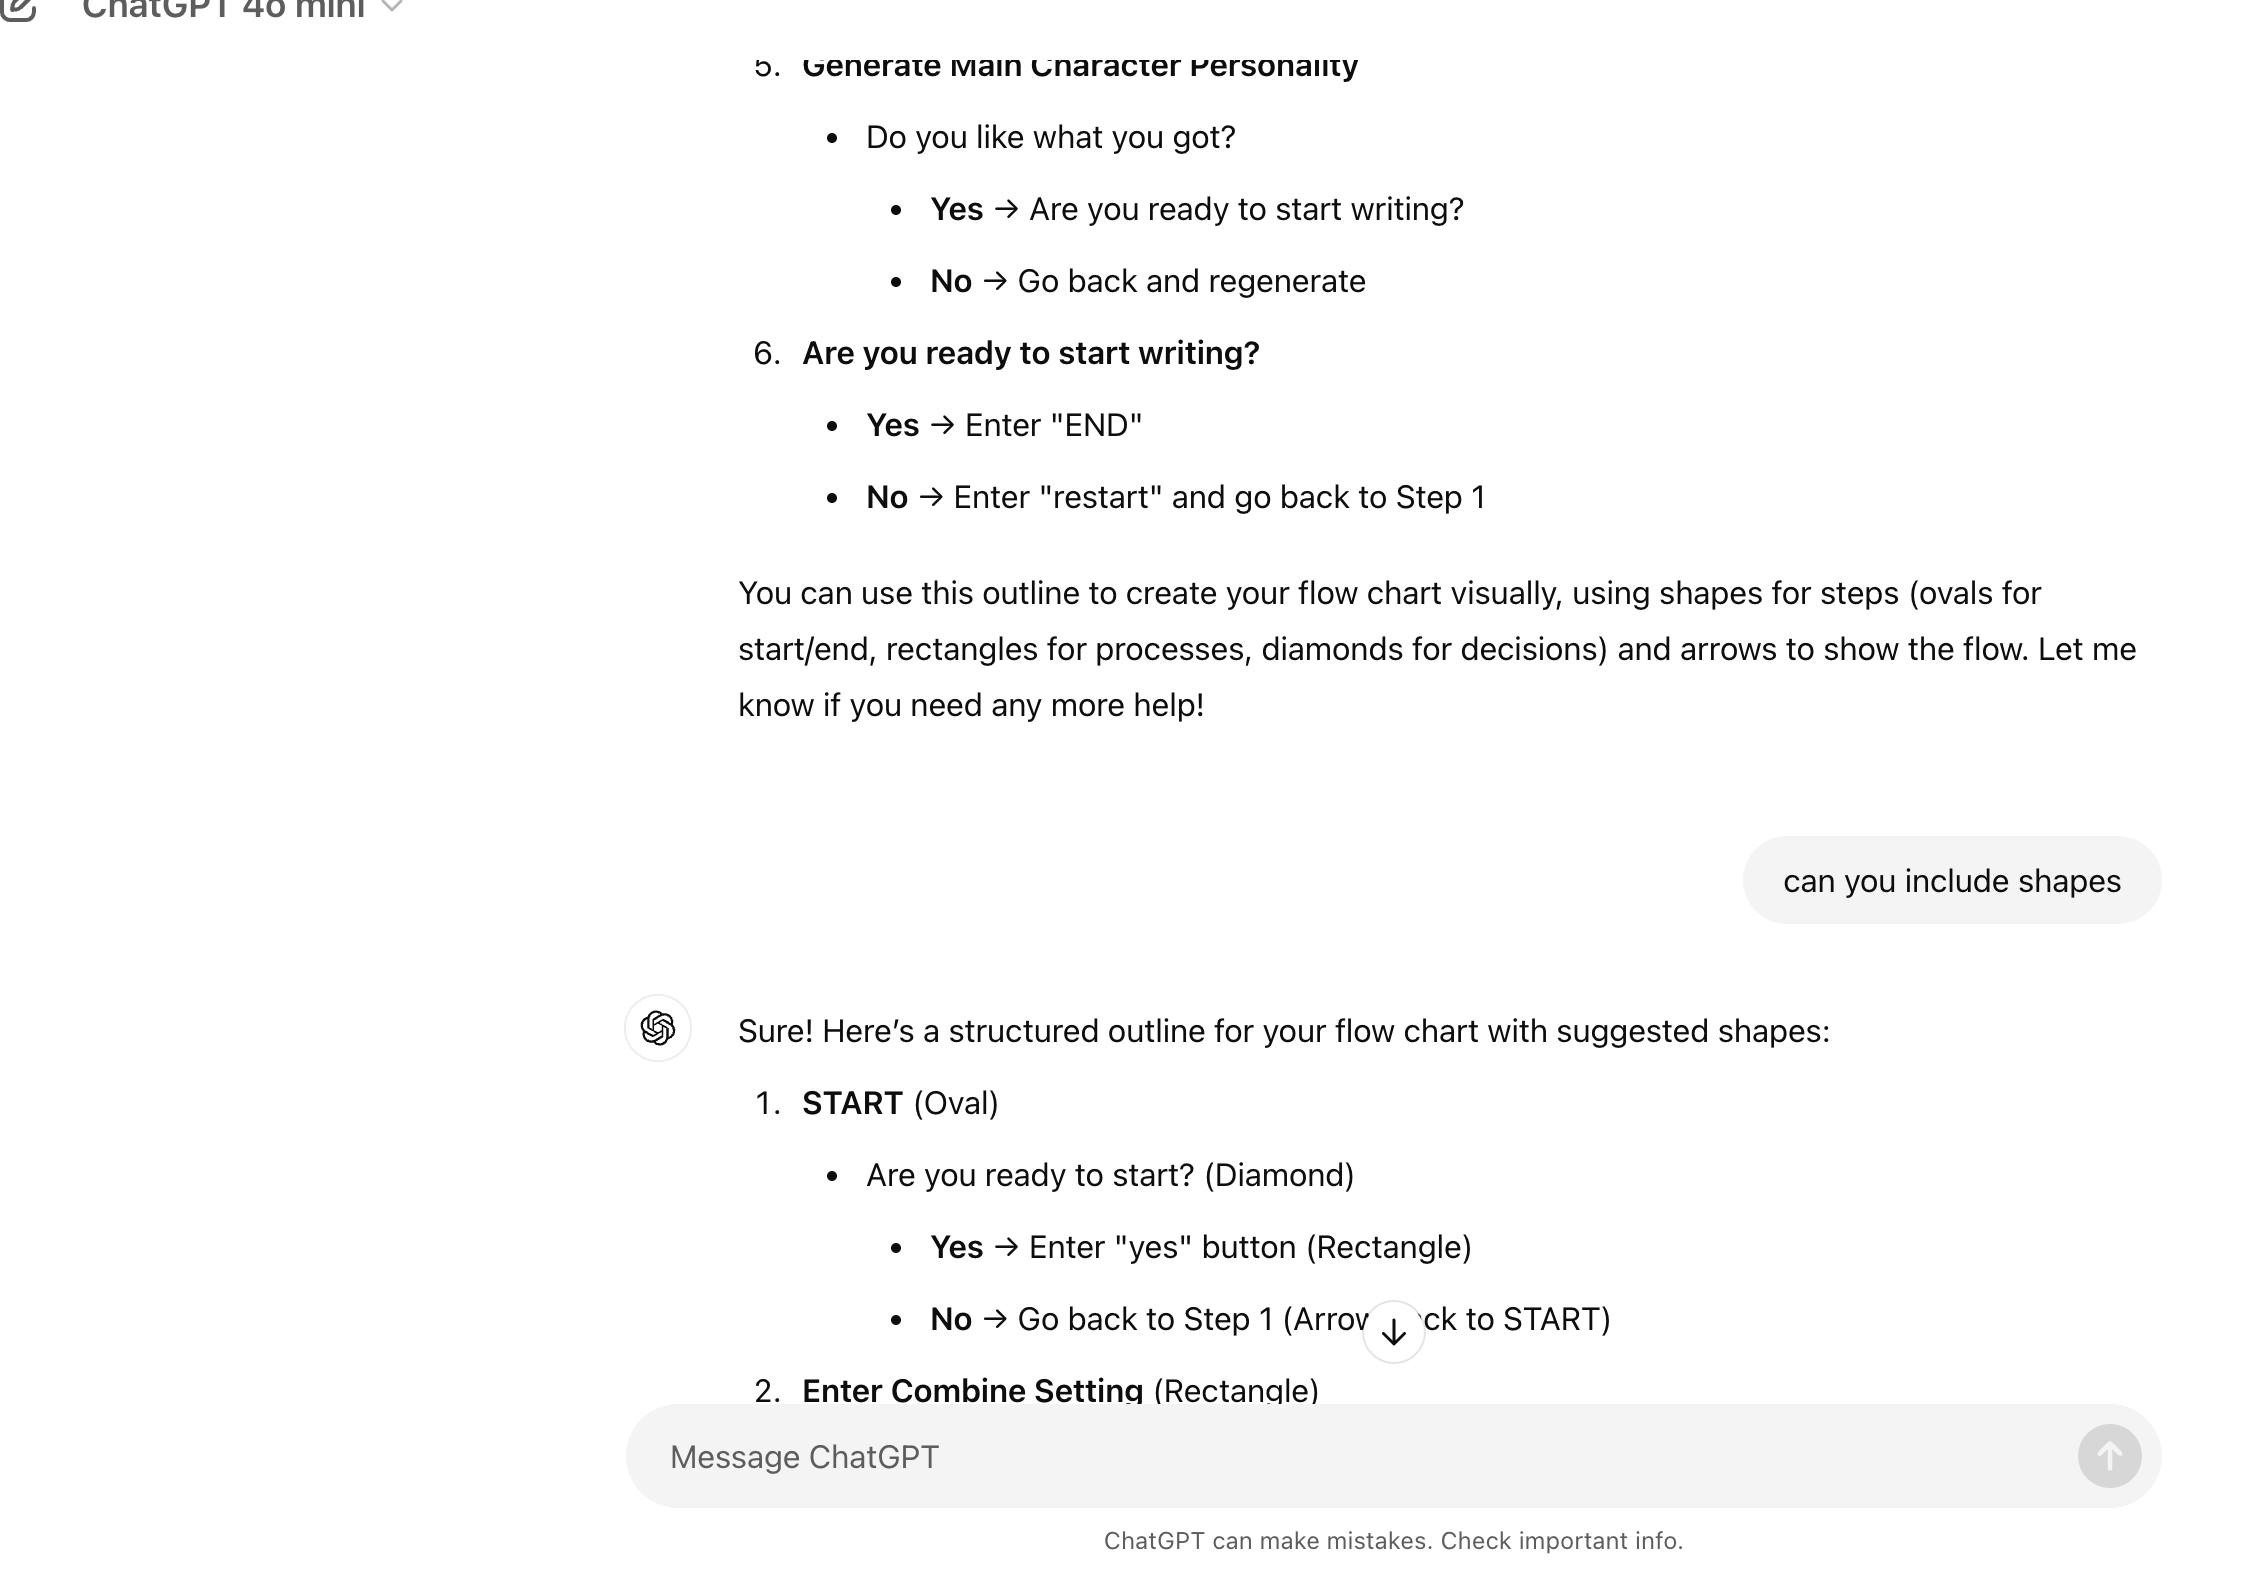 ChatGPT 4o mini
5. Generate Main Character Personality
• Do you like what you got?
• Yes → Are you ready to start writing?
• No → Go back and regenerate
6. Are you ready to start writing?
• Yes → Enter "END"
• No → Enter "restart" and go back to Step 1
You can use this outline to create your flow chart visually, using shapes for steps (ovals for
start/end, rectangles for processes, diamonds for decisions) and arrows to show the flow. Let me
know if you need any more help!
can you include shapes
Sure! Here’s a structured outline for your flow chart with suggested shapes:
1. START (Oval)
• Are you ready to start? (Diamond)
• Yes → Enter "yes" button (Rectangle)
• No → Go back to Step 1 (Arrow back to START)
2. Enter Combine Setting (Rectangle)
Message ChatGPT
ChatGPT can make mistakes. Check important info.